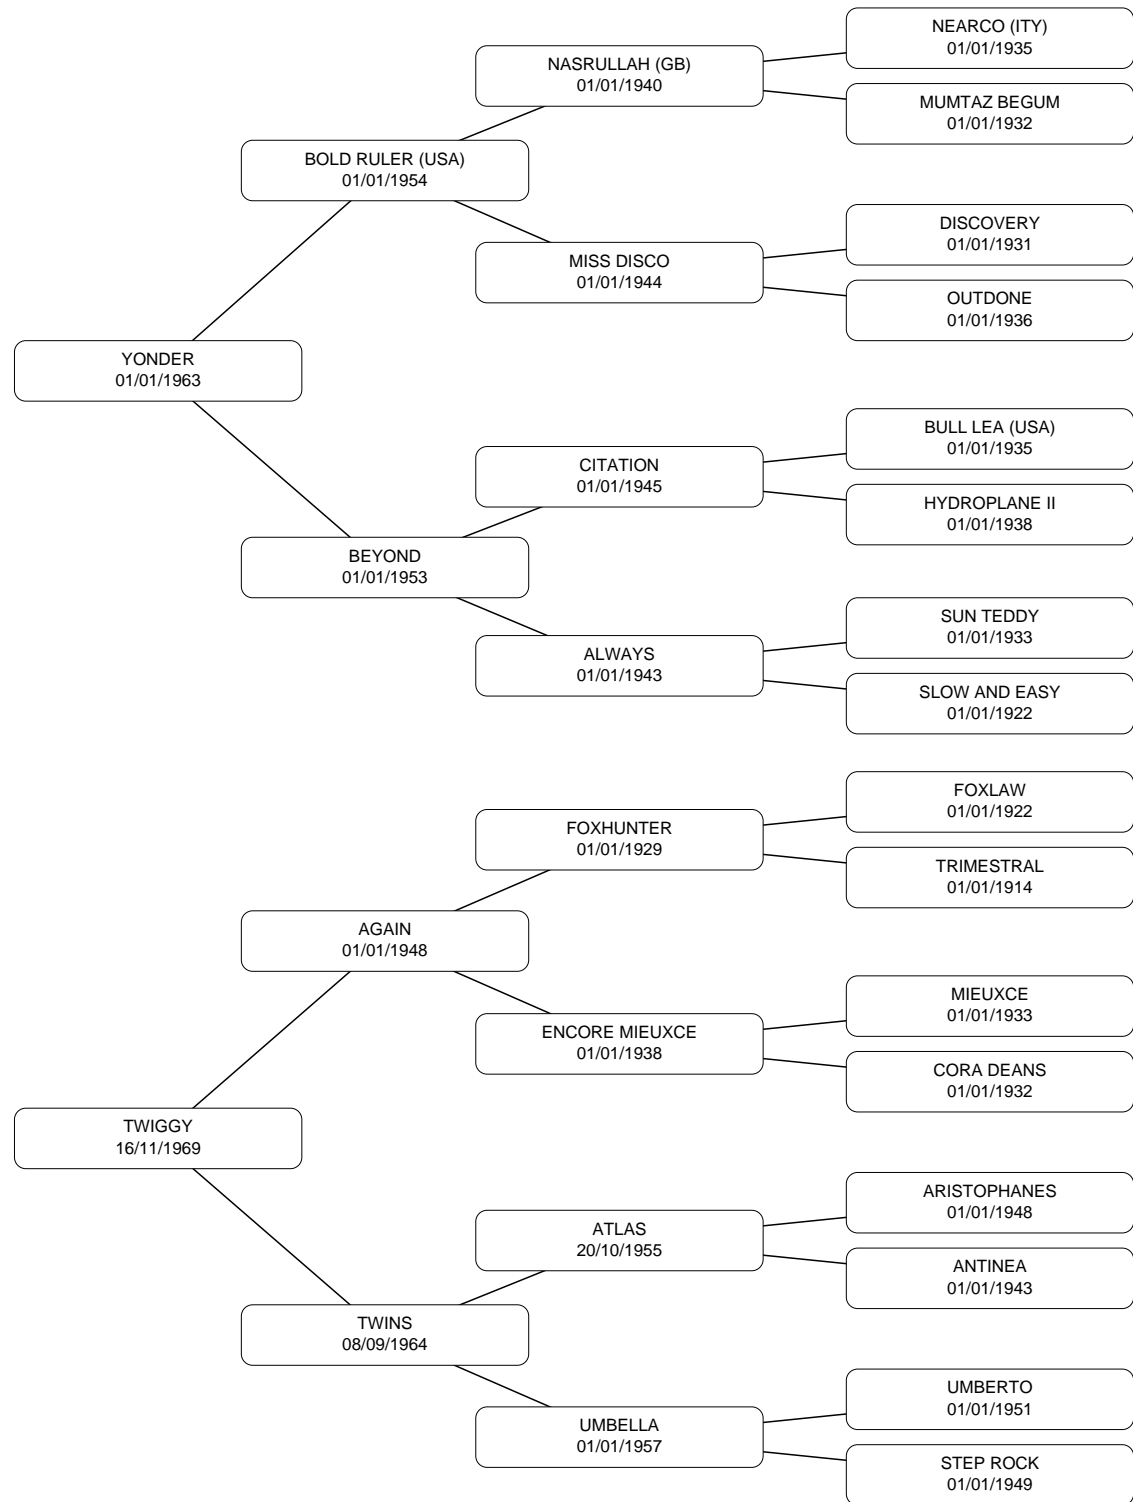 NEARCO (ITY)
01/01/1935
NASRULLAH (GB)
01/01/1940
MUMTAZ BEGUM
01/01/1932
BOLD RULER (USA)
01/01/1954
DISCOVERY
01/01/1931
MISS DISCO
01/01/1944
OUTDONE
01/01/1936
YONDER
01/01/1963
BULL LEA (USA)
01/01/1935
CITATION
01/01/1945
HYDROPLANE II
01/01/1938
BEYOND
01/01/1953
SUN TEDDY
01/01/1933
ALWAYS
01/01/1943
SLOW AND EASY
01/01/1922
FOXLAW
01/01/1922
FOXHUNTER
01/01/1929
TRIMESTRAL
01/01/1914
AGAIN
01/01/1948
MIEUXCE
01/01/1933
ENCORE MIEUXCE
01/01/1938
CORA DEANS
01/01/1932
TWIGGY
16/11/1969
ARISTOPHANES
01/01/1948
ATLAS
20/10/1955
ANTINEA
01/01/1943
TWINS
08/09/1964
UMBERTO
01/01/1951
UMBELLA
01/01/1957
STEP ROCK
01/01/1949